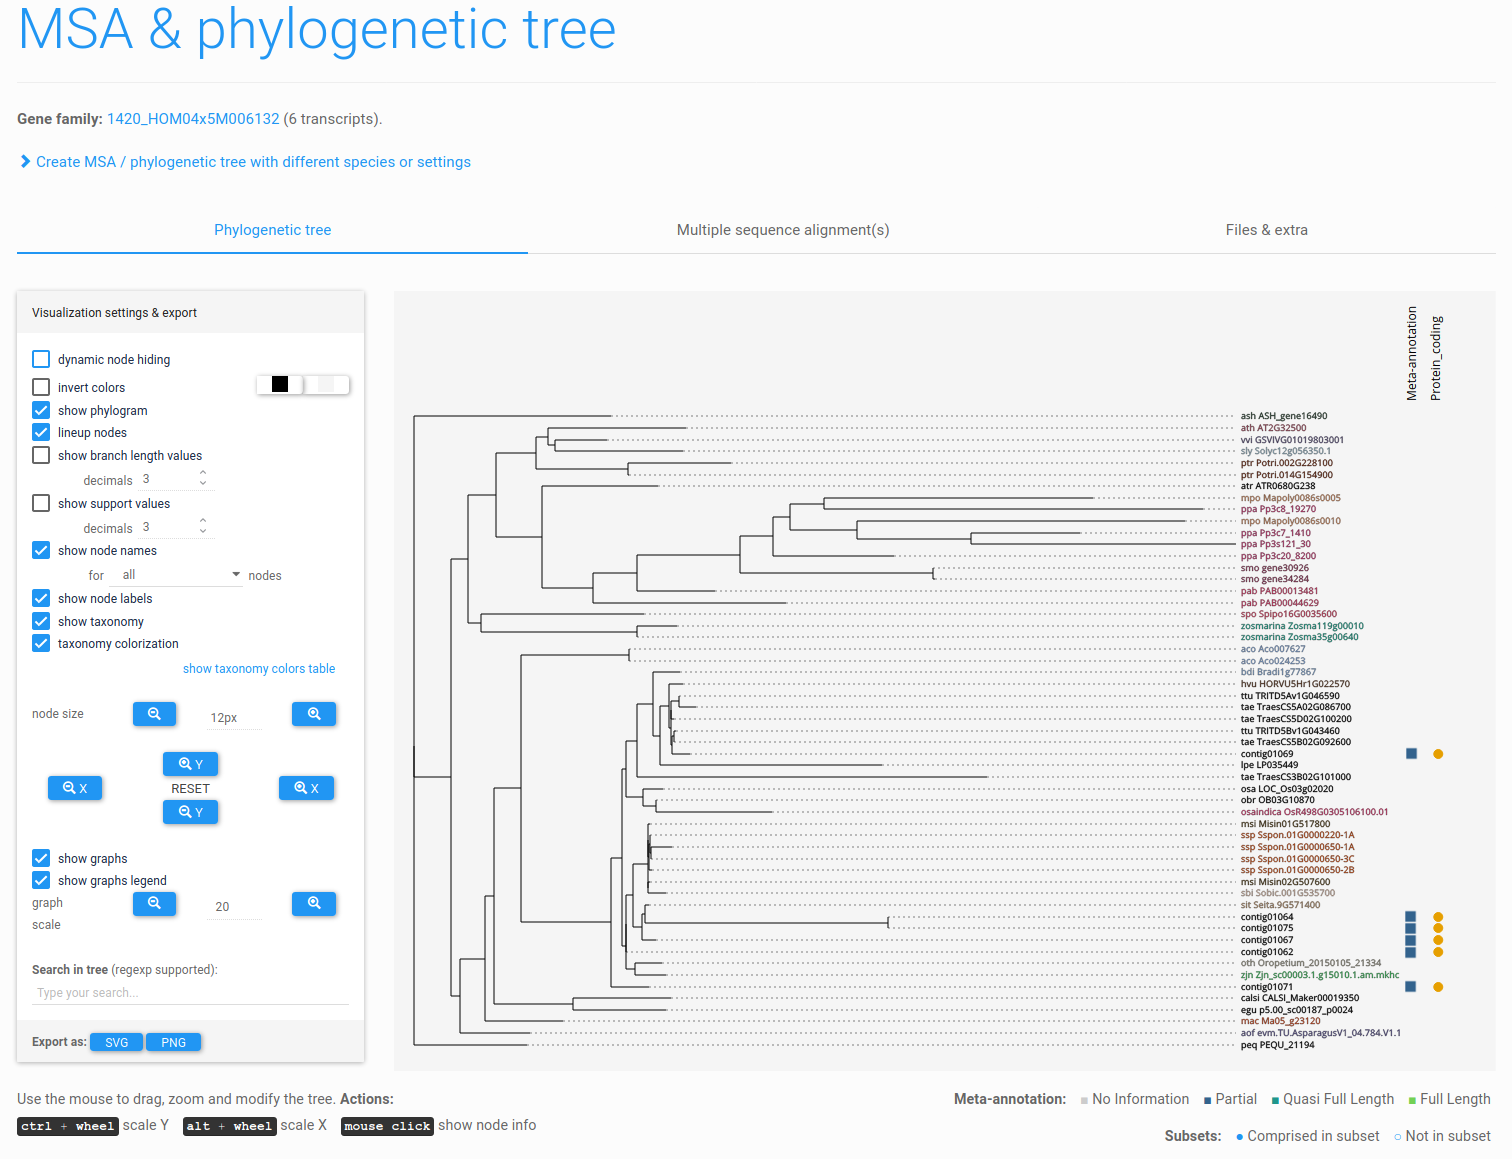 MSA & phylogenetic tree
Gene family: 1420_HOM04x5M006132 (6 transcripts).
Create MSA / phylogenetic tree with different species or settings
Phylogenetic tree
Multiple sequence alignment(s)
Files & extra
Visualization settings & export
dynamic node hiding
invert colors
show phylogram
lineup nodes
show branch length values
decimals 3
show support values
decimals 3
show node names
for all nodes
show node labels
show taxonomy
taxonomy colorization
show taxonomy colors table
node size 12px
Y
X RESET X
Y
show graphs
show graphs legend
graph 20
scale
Search in tree (regexp supported):
Type your search...
Export as: SVG PNG
Meta-annotation
Protein_coding
ash ASH_gene16490
ath AT2G32500
vvi GSVIVG01019803001
sly Solyc12g056350.1
ptr Potri.002G228100
ptr Potri.014G154900
atr ATR0680G238
mpo Mapoly0086s0005
ppa Pp3c8_19270
mpo Mapoly0086s0010
ppa Pp3c7_1410
ppa Pp3s121_30
ppa Pp3c20_8200
smo gene30926
smo gene34284
pab PAB00013481
pab PAB00044629
spo Spipo16G0035600
zosmarina Zosma119g00010
zosmarina Zosma35g00640
aco Aco007627
aco Aco024253
bdi Bradi1g77867
hvu HORVU5Hr1G022570
ttu TRITD5Av1G046590
tae TraesCS5A02G086700
tae TraesCS5D02G100200
ttu TRITD5Bv1G043460
tae TraesCS5B02G092600
contig01069
lpe LP035449
tae TraesCS3B02G101000
osa LOC_Os03g02020
obr OB03G10870
osaindica OsR498G0305106100.01
msi Misin01G517800
ssp Sspon.01G0000220-1A
ssp Sspon.01G0000650-1A
ssp Sspon.01G0000650-3C
ssp Sspon.01G0000650-2B
msi Misin02G507600
sbi Sobic.001G535700
sit Seita.9G571400
contig01064
contig01075
contig01067
contig01062
oth Oropetium_20150105_21334
zjn Zjn_sc00003.1.g15010.1.am.mkhc
contig01071
calsi CALSI_Maker00019350
egu p5.00_sc00187_p0024
mac Ma05_g23120
aof evm.TU.AsparagusV1_04.784.V1.1
peq PEQU_21194
Use the mouse to drag, zoom and modify the tree. Actions:
ctrl + wheel scale Y alt + wheel scale X mouse click show node info
Meta-annotation: No Information Partial Quasi Full Length Full Length
Subsets: Comprised in subset Not in subset